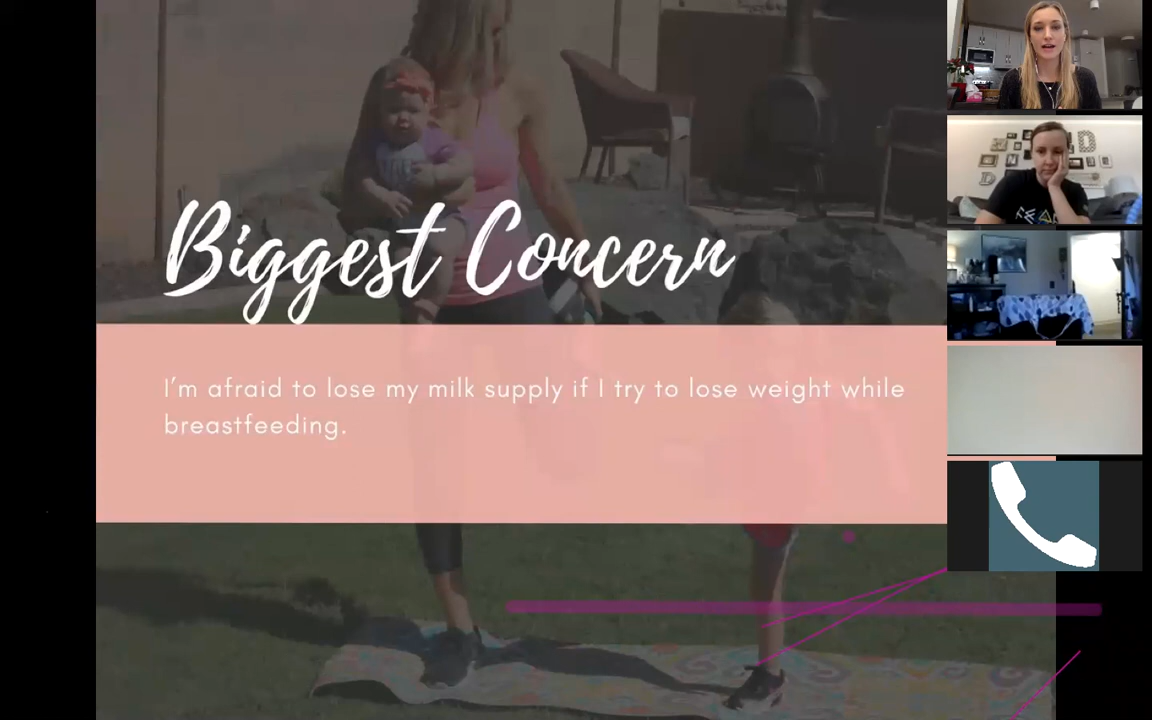 Biggest Concern
I'm afraid to lose my milk supply if I try to lose weight while
breastfeeding.